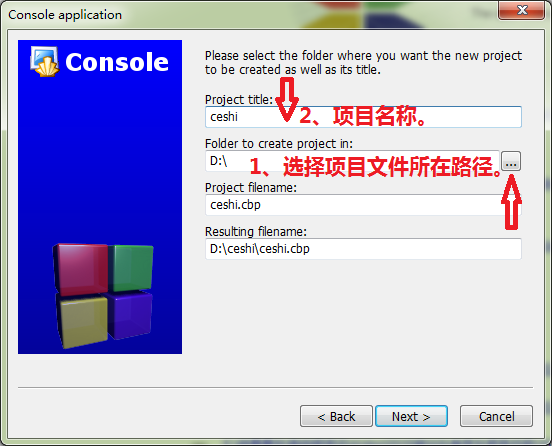 Console application
Console
Please select the folder where you want the new project
to be created as well as its title.
Project title:
ceshi
2、项目名称。
Folder to create project in:
D:\
1、选择项目文件所在路径。
...
Project filename:
ceshi.cbp
Resulting filename:
D:\ceshi\ceshi.cbp
< Back
Next >
Cancel